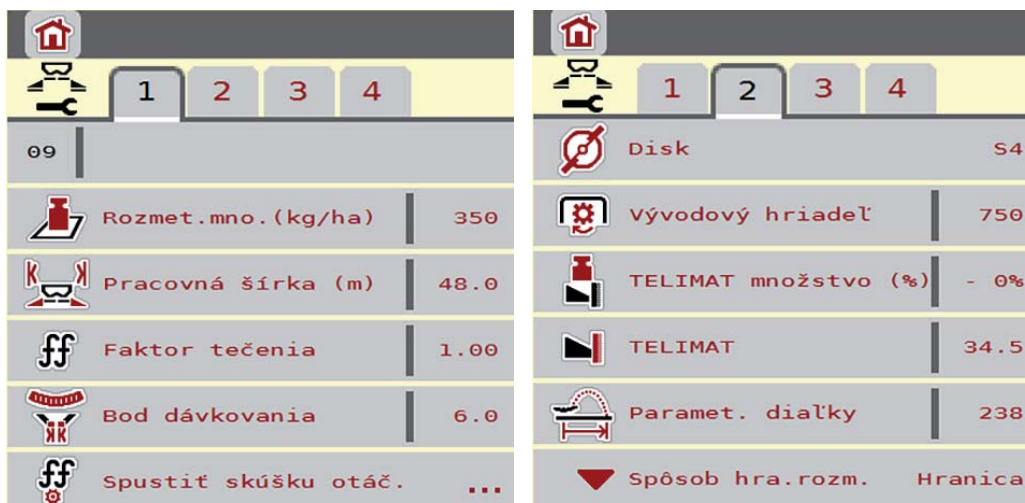 1 2 3 4
09
Rozmet.mno.(kg/ha) 350
Pracovná šírka (m) 48.0
Faktor tečenia 1.00
Bod dávkovania 6.0
Spustiť skúšku otáč. ...
1 2 3 4
Disk S4
Vývodový hriadeľ 750
TELIMAT množstvo (%) - 0%
TELIMAT 34.5
Paramet. diaľky 238
Spôsob hra.rozm. Hranica